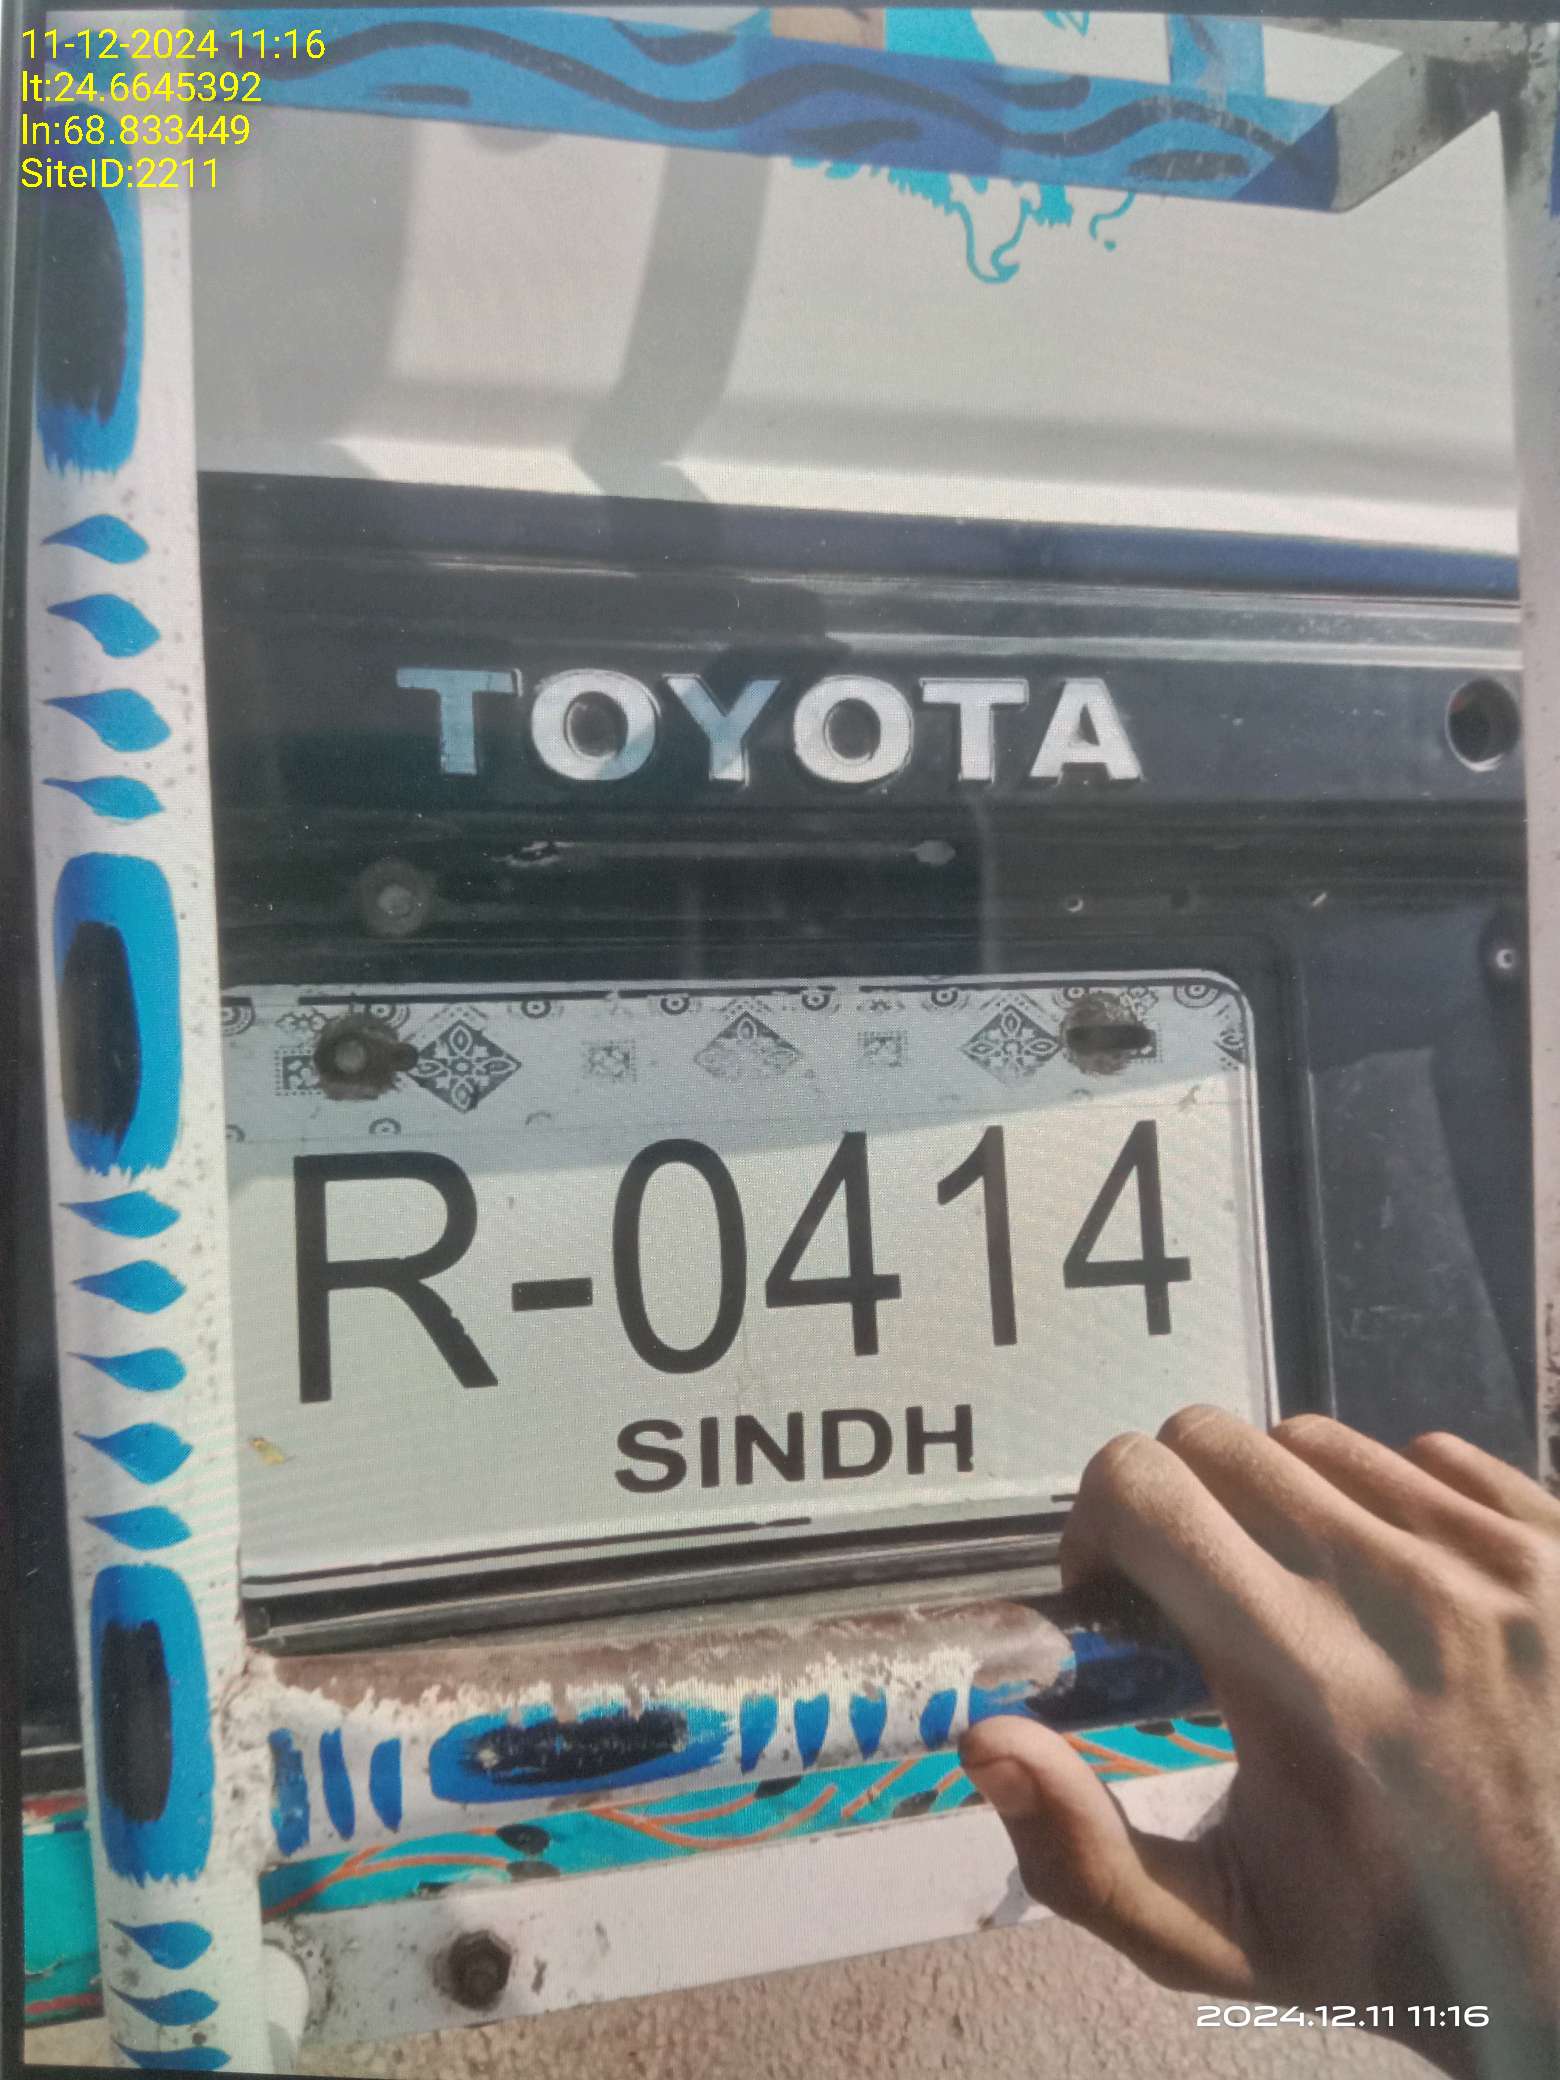 11-12-2024 11:16
lt:24.6645392
ln:68.833449
SiteID:2211
TOYOTA
R-0414
SINDH
2024.12.11 11:16